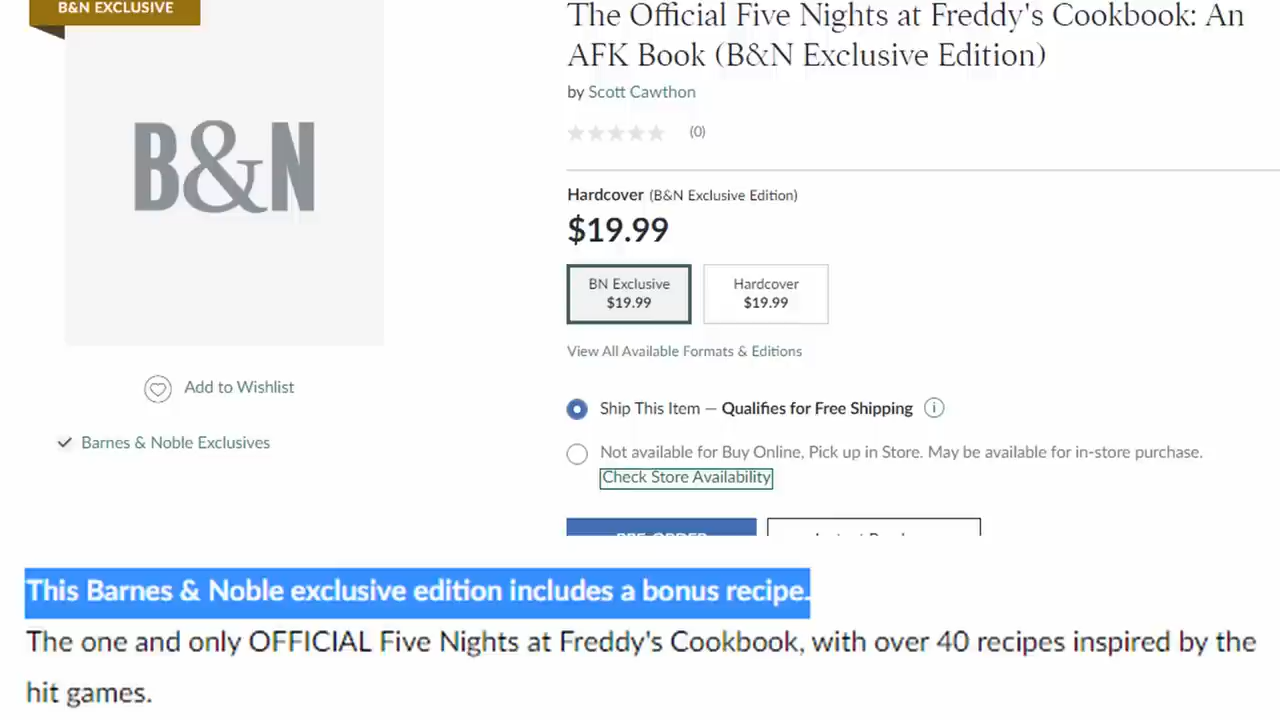 B&N EXCLUSIVE
B&N
Add to Wishlist
Barnes & Noble Exclusives
The Official Five Nights at Freddy's Cookbook: An
AFK Book (B&N Exclusive Edition)
by Scott Cawthon
(0)
Hardcover (B&N Exclusive Edition)
$19.99
BN Exclusive
$19.99
Hardcover
$19.99
View All Available Formats & Editions
Ship This Item — Qualifies for Free Shipping
Not available for Buy Online, Pick up in Store. May be available for in-store purchase.
Check Store Availability
PRE-ORDER
This Barnes & Noble exclusive edition includes a bonus recipe.
The one and only OFFICIAL Five Nights at Freddy's Cookbook, with over 40 recipes inspired by the
hit games.